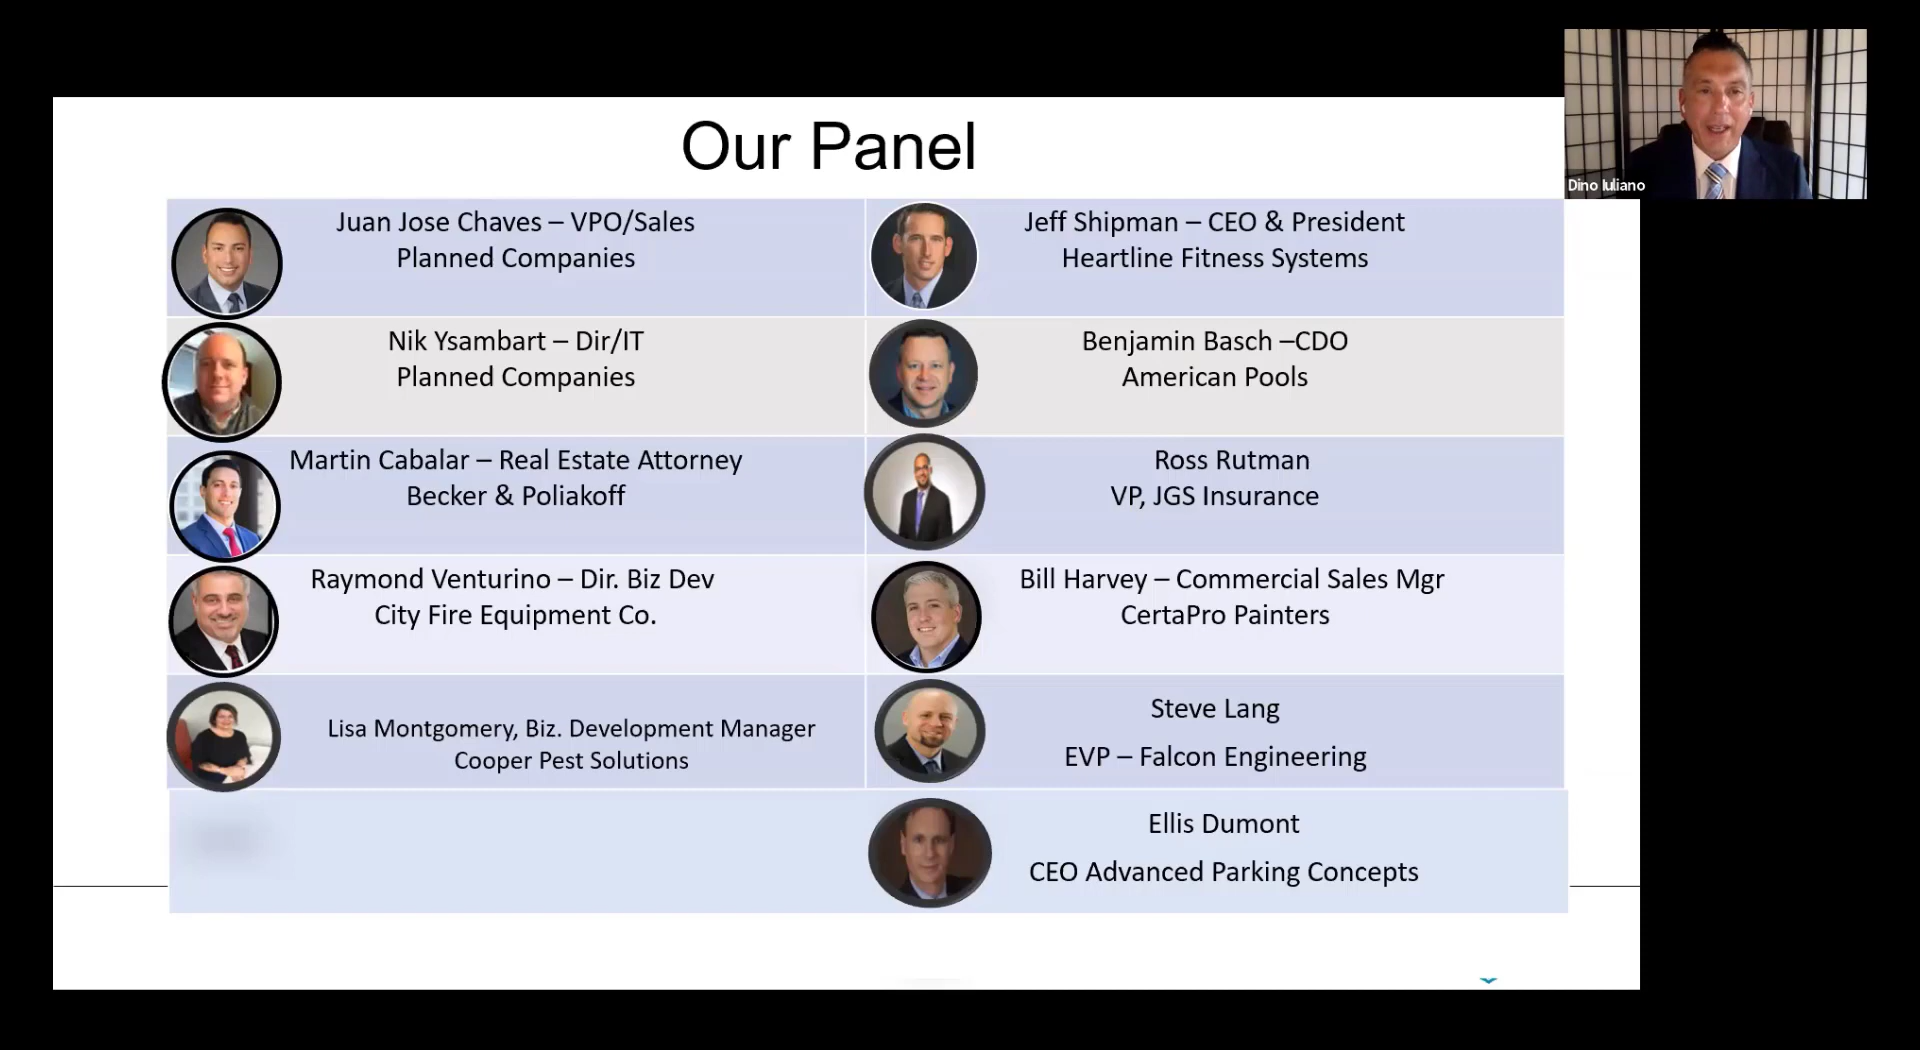 Our Panel
Dino Iuliano
Juan Jose Chaves – VPO/Sales
Planned Companies
Jeff Shipman – CEO & President
Heartline Fitness Systems
Nik Ysambart – Dir/IT
Planned Companies
Benjamin Basch –CDO
American Pools
Martin Cabalar – Real Estate Attorney
Becker & Poliakoff
Ross Rutman
VP, JGS Insurance
Raymond Venturino – Dir. Biz Dev
City Fire Equipment Co.
Bill Harvey – Commercial Sales Mgr
CertaPro Painters
Lisa Montgomery, Biz. Development Manager
Cooper Pest Solutions
Steve Lang
EVP – Falcon Engineering
Ellis Dumont
CEO Advanced Parking Concepts